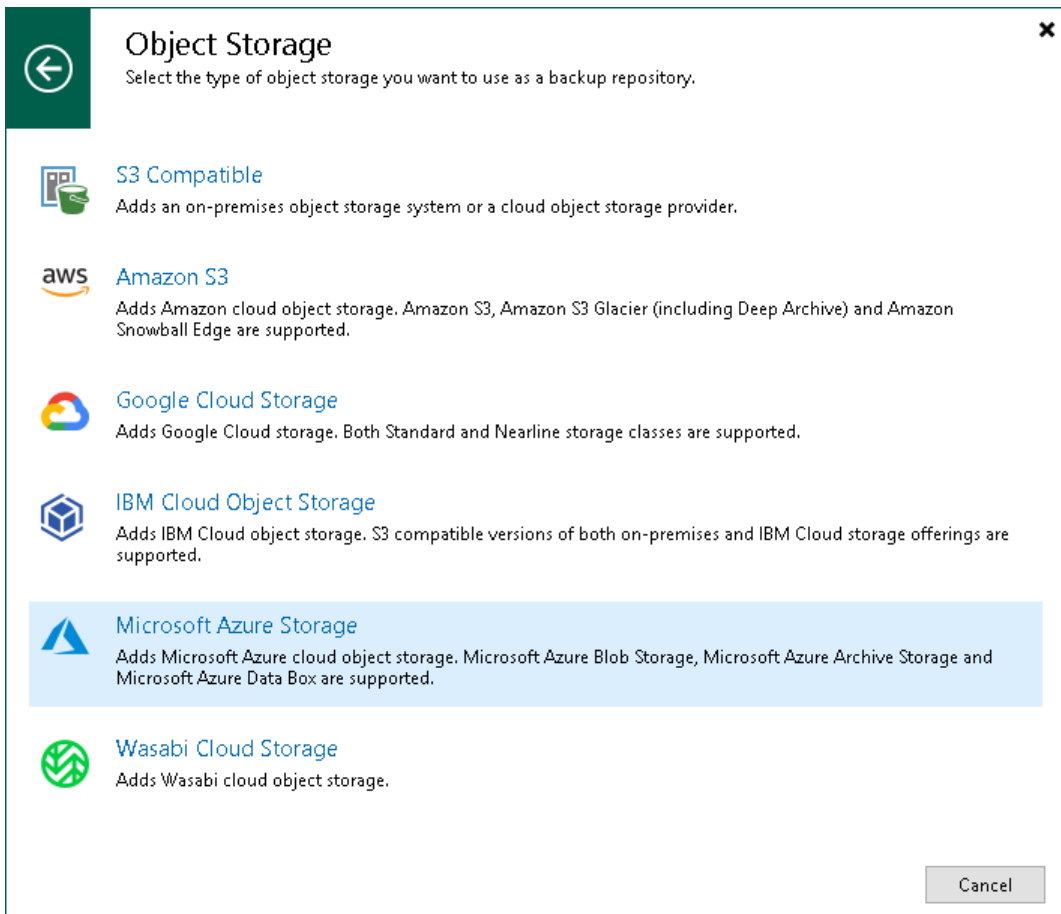 Object Storage
Select the type of object storage you want to use as a backup repository.
S3 Compatible
Adds an on-premises object storage system or a cloud object storage provider.
aws
Amazon S3
Adds Amazon cloud object storage. Amazon S3, Amazon S3 Glacier (including Deep Archive) and Amazon
Snowball Edge are supported.
Google Cloud Storage
Adds Google Cloud storage. Both Standard and Nearline storage classes are supported.
IBM Cloud Object Storage
Adds IBM Cloud object storage. S3 compatible versions of both on-premises and IBM Cloud storage offerings are
supported.
Microsoft Azure Storage
Adds Microsoft Azure cloud object storage. Microsoft Azure Blob Storage, Microsoft Azure Archive Storage and
Microsoft Azure Data Box are supported.
Wasabi Cloud Storage
Adds Wasabi cloud object storage.
Cancel